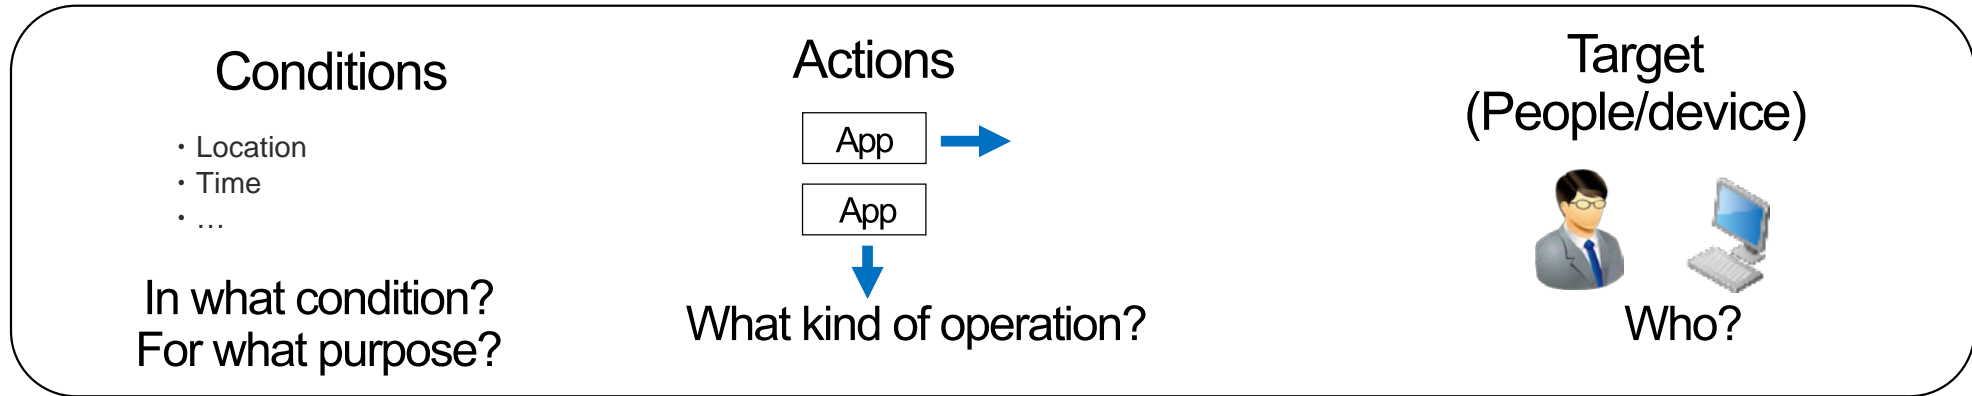 Conditions
・Location
・Time
・…
In what condition?
For what purpose?
Actions
App
App
What kind of operation?
Target
(People/device)
Who?